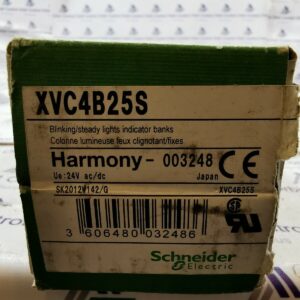 XVC4B25S
Blinking/steady lights indicator banks
Colonne lumineuse feux clignotant/fixes
Harmony - 003248 CE
Ue:24V ac/dc Japan
SK2012W142/G XVC4B25S
3 606480 032486
Schneider
Electric